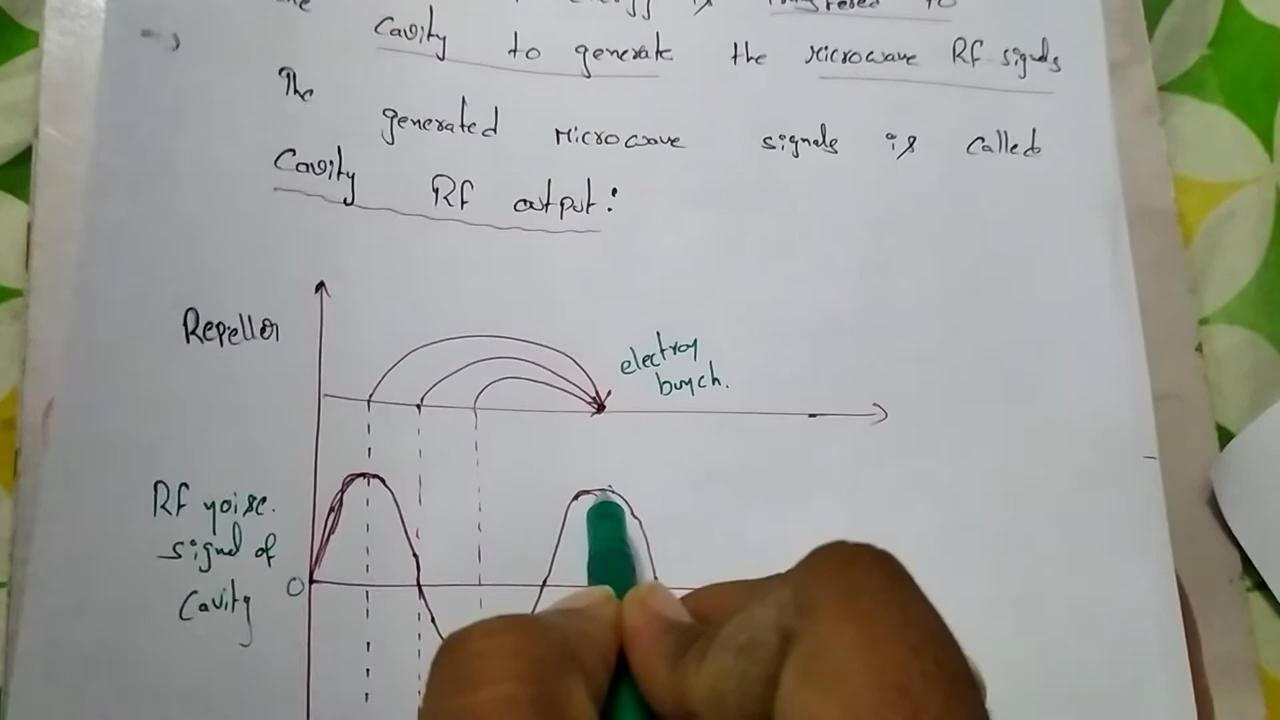 the
Cavity to generate the Microwave RF signals
The
generated Microwave signals is called
Cavity RF output:
Repeller
electron
bunch.
RF noise.
signal of
Cavity
0